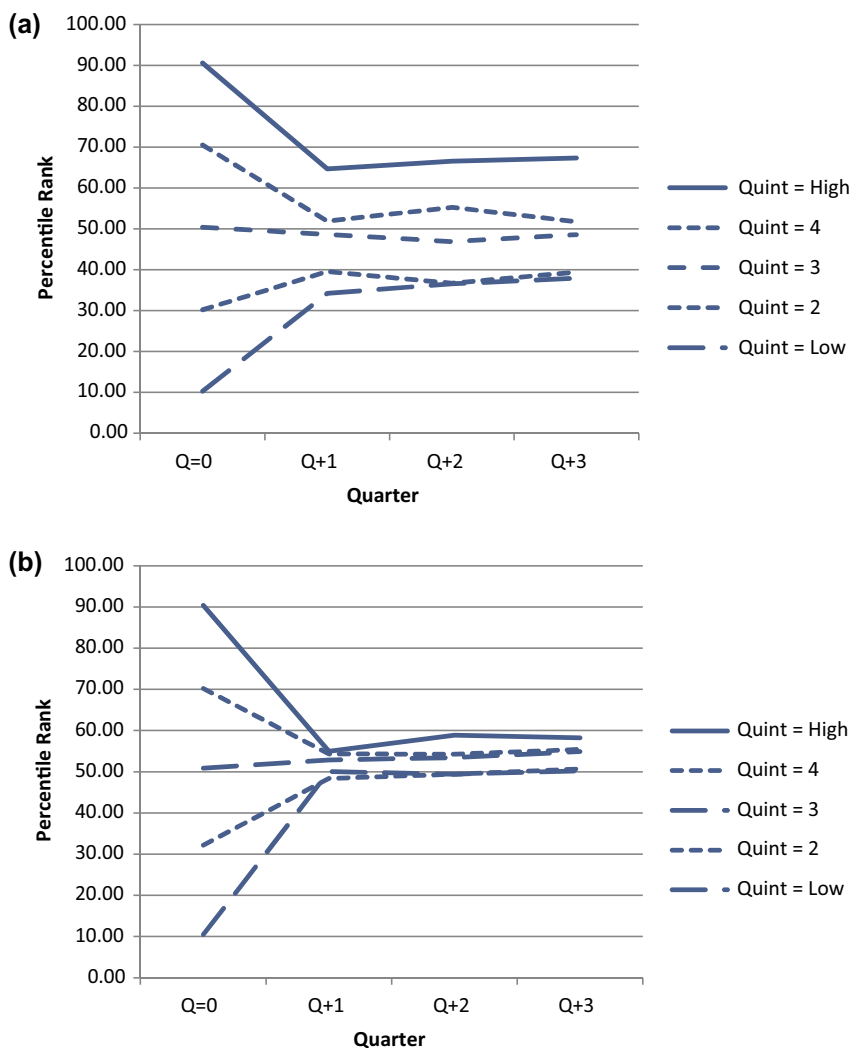 (a)
100.00
90.00
80.00
70.00
60.00
50.00
40.00
30.00
20.00
10.00
0.00
Percentile Rank
Q=0 Q+1 Q+2 Q+3
Quarter
Quint = High
Quint = 4
Quint = 3
Quint = 2
Quint = Low
(b)
100.00
90.00
80.00
70.00
60.00
50.00
40.00
30.00
20.00
10.00
0.00
Percentile Rank
Q=0 Q+1 Q+2 Q+3
Quarter
Quint = High
Quint = 4
Quint = 3
Quint = 2
Quint = Low